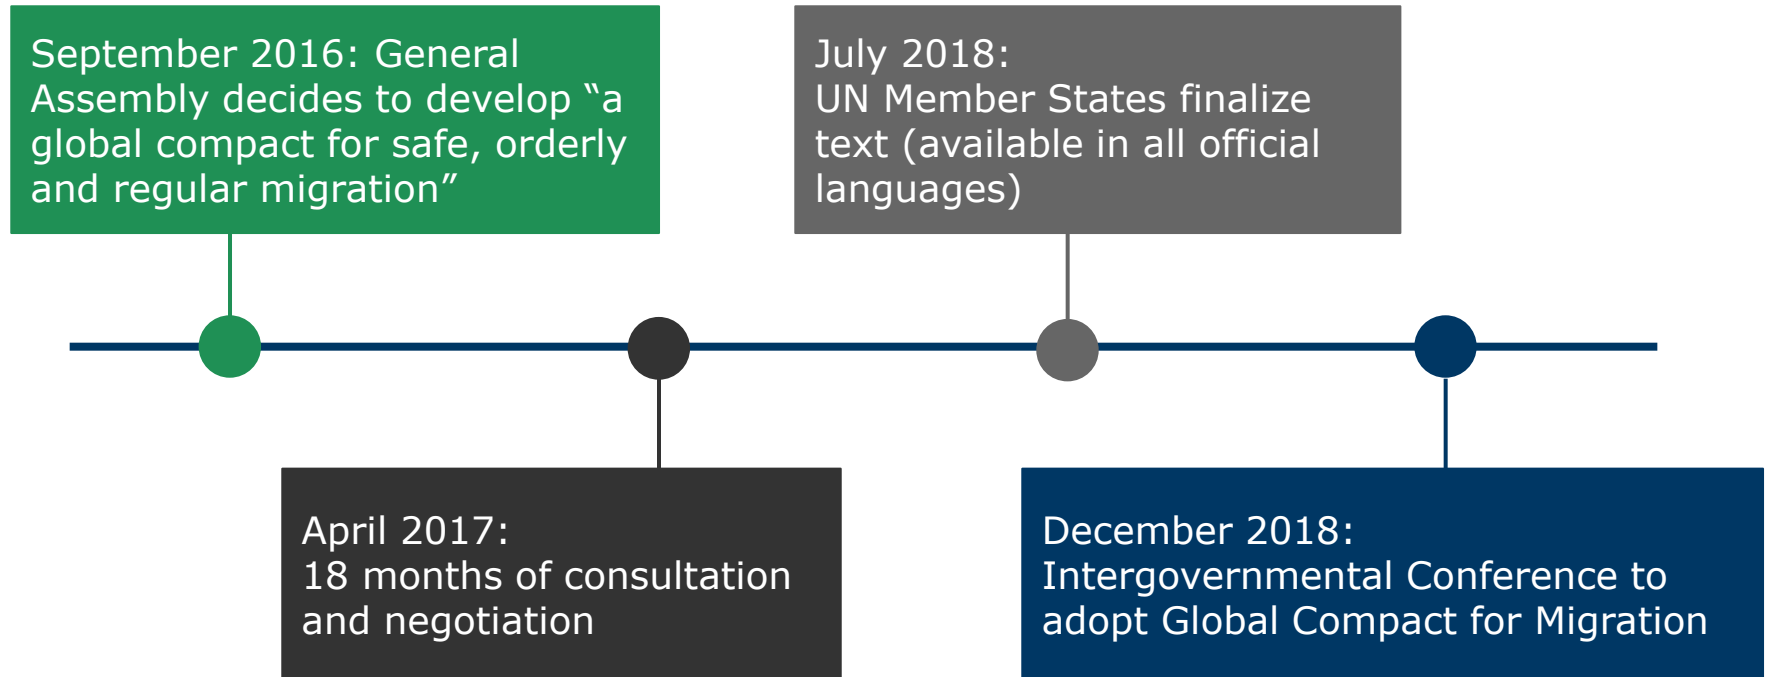 September 2016: General
Assembly decides to develop “a
global compact for safe, orderly
and regular migration”
July 2018:
UN Member States finalize
text (available in all official
languages)
April 2017:
18 months of consultation
and negotiation
December 2018:
Intergovernmental Conference to
adopt Global Compact for Migration